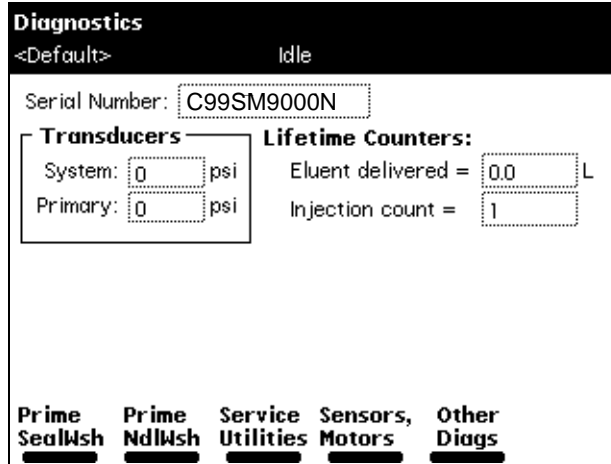 Diagnostics
<Default> Idle
Serial Number: C99SM9000N
Transducers Lifetime Counters:
System: 0 psi Eluent delivered = 0.0 L
Primary: 0 psi Injection count = 1
Prime Prime Service Sensors, Other
SealWsh NdlWsh Utilities Motors Diags